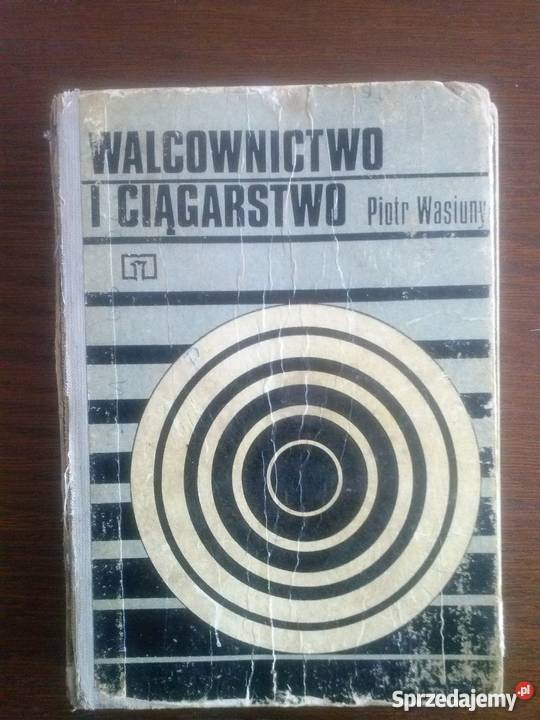 WALCOWNICTWO
I CIĄGARSTWO Piotr Wasiuny
Sprzedajemy.pl